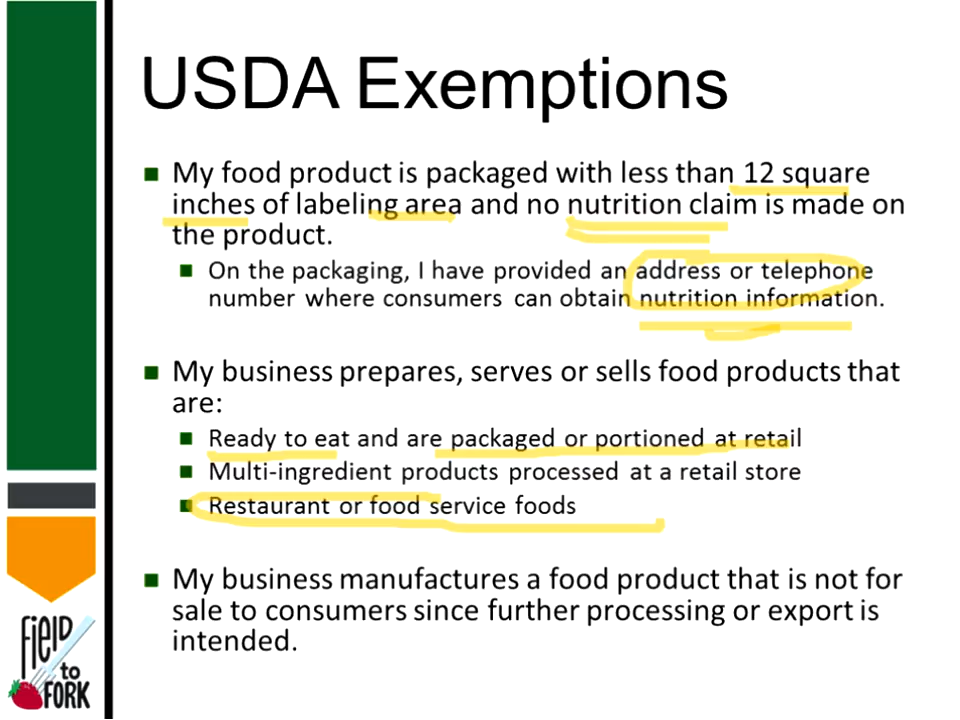 USDA Exemptions
My food product is packaged with less than 12 square
inches of labeling area and no nutrition claim is made on
the product.
On the packaging, I have provided an address or telephone
number where consumers can obtain nutrition information.
My business prepares, serves or sells food products that
are:
Ready to eat and are packaged or portioned at retail
Multi-ingredient products processed at a retail store
Restaurant or food service foods
My business manufactures a food product that is not for
sale to consumers since further processing or export is
intended.
FieLD
to
FORK